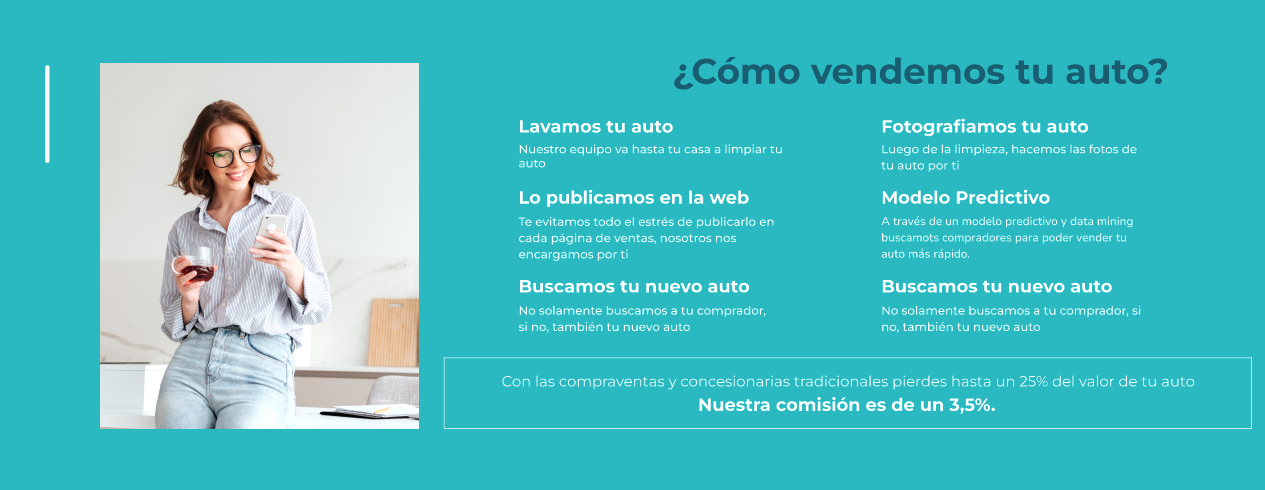 ¿Cómo vendemos tu auto?
Lavamos tu auto
Nuestro equipo va hasta tu casa a limpiar tu
auto
Fotografiamos tu auto
Luego de la limpieza, hacemos las fotos de
tu auto por ti
Lo publicamos en la web
Te evitamos todo el estrés de publicarlo en
cada página de ventas, nosotros nos
encargamos por ti
Modelo Predictivo
A través de un modelo predictivo y data mining
buscamots compradores para poder vender tu
auto más rápido.
Buscamos tu nuevo auto
No solamente buscamos a tu comprador,
si no, también tu nuevo auto
Buscamos tu nuevo auto
No solamente buscamos a tu comprador, si
no, también tu nuevo auto
Con las compraventas y concesionarias tradicionales pierdes hasta un 25% del valor de tu auto
Nuestra comisión es de un 3,5%.